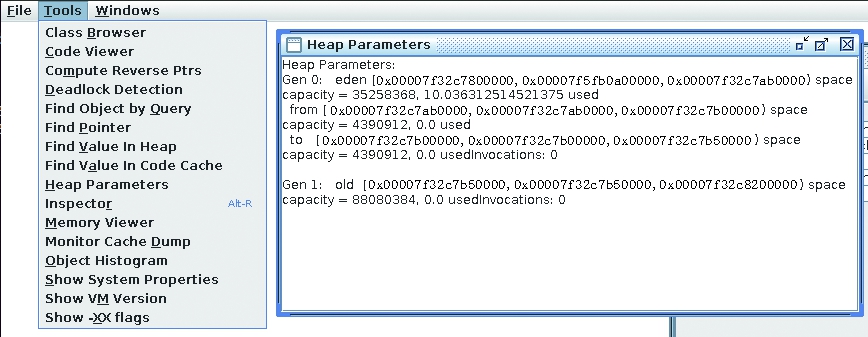 File Tools Windows
Class Browser
Code Viewer
Compute Reverse Ptrs
Deadlock Detection
Find Object by Query
Find Pointer
Find Value In Heap
Find Value In Code Cache
Heap Parameters
Inspector Alt-R
Memory Viewer
Monitor Cache Dump
Object Histogram
Show System Properties
Show VM Version
Show -XX flags
Heap Parameters
Heap Parameters:
Gen 0: eden [0x00007f32c7800000, 0x00007f5fb0a00000, 0x00007f32c7ab0000) space
capacity = 35258368, 10.036312514521375 used
from [0x00007f32c7ab0000, 0x00007f32c7ab0000, 0x00007f32c7b00000) space
capacity = 4390912, 0.0 used
to [0x00007f32c7b00000, 0x00007f32c7b00000, 0x00007f32c7b50000) space
capacity = 4390912, 0.0 usedInvocations: 0
Gen 1: old [0x00007f32c7b50000, 0x00007f32c7b50000, 0x00007f32c8200000) space
capacity = 88080384, 0.0 usedInvocations: 0